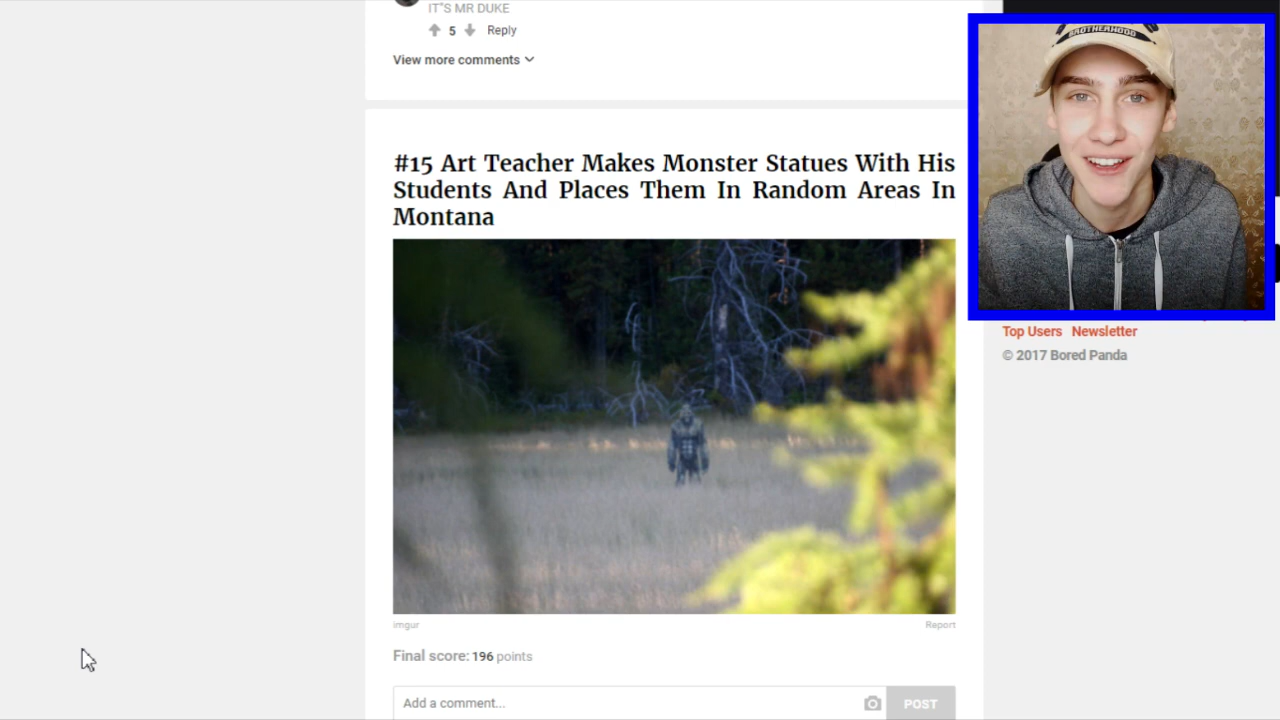 IT"S MR DUKE
5 Reply
View more comments
BROTHERHOOD
#15 Art Teacher Makes Monster Statues With His
Students And Places Them In Random Areas In
Montana
Top Users Newsletter
© 2017 Bored Panda
imgur Report
Final score: 196 points
Add a comment... POST